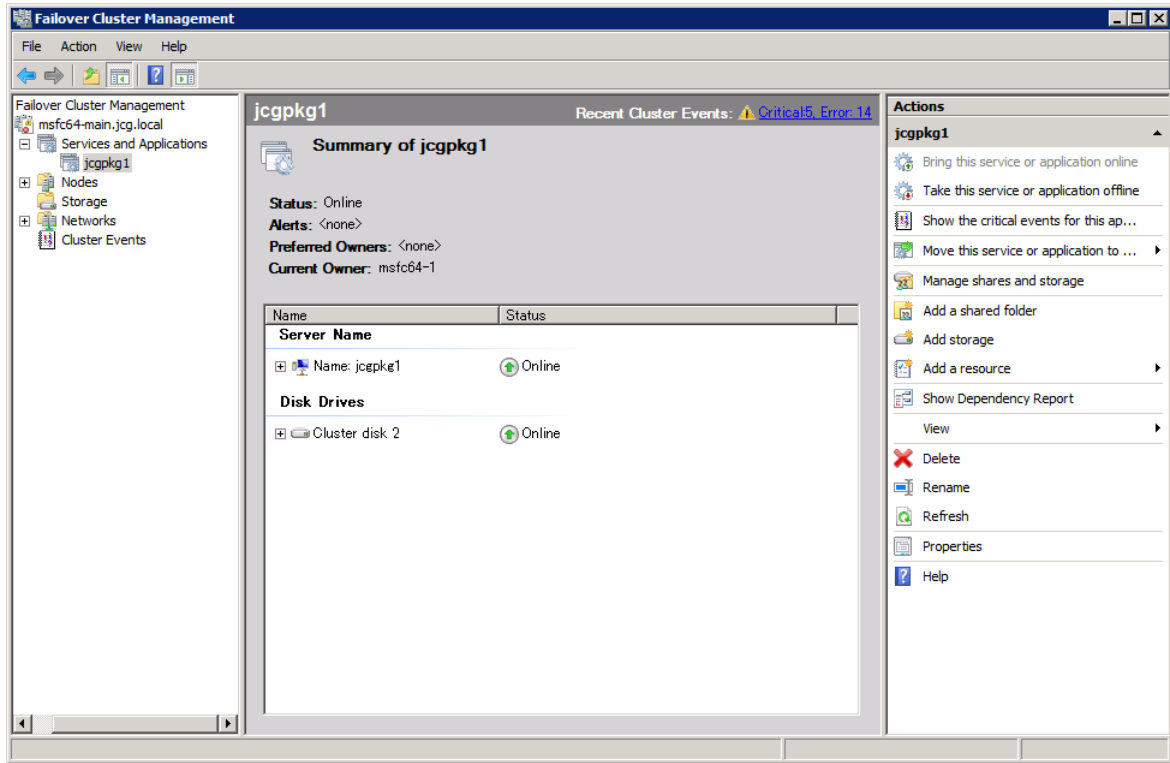 Failover Cluster Management
File Action View Help
Failover Cluster Management
msfc64-main.jcg.local
Services and Applications
jcgpkg1
Nodes
Storage
Networks
Cluster Events
jcgpkg1 Recent Cluster Events: Critical:5, Error: 14
Summary of jcgpkg1
Status: Online
Alerts: <none>
Preferred Owners: <none>
Current Owner: msfc64-1
Name Status
Server Name
Name: jcgpkg1 Online
Disk Drives
Cluster disk 2 Online
Actions
jcgpkg1
Bring this service or application online
Take this service or application offline
Show the critical events for this ap...
Move this service or application to ...
Manage shares and storage
Add a shared folder
Add storage
Add a resource
Show Dependency Report
View
Delete
Rename
Refresh
Properties
Help